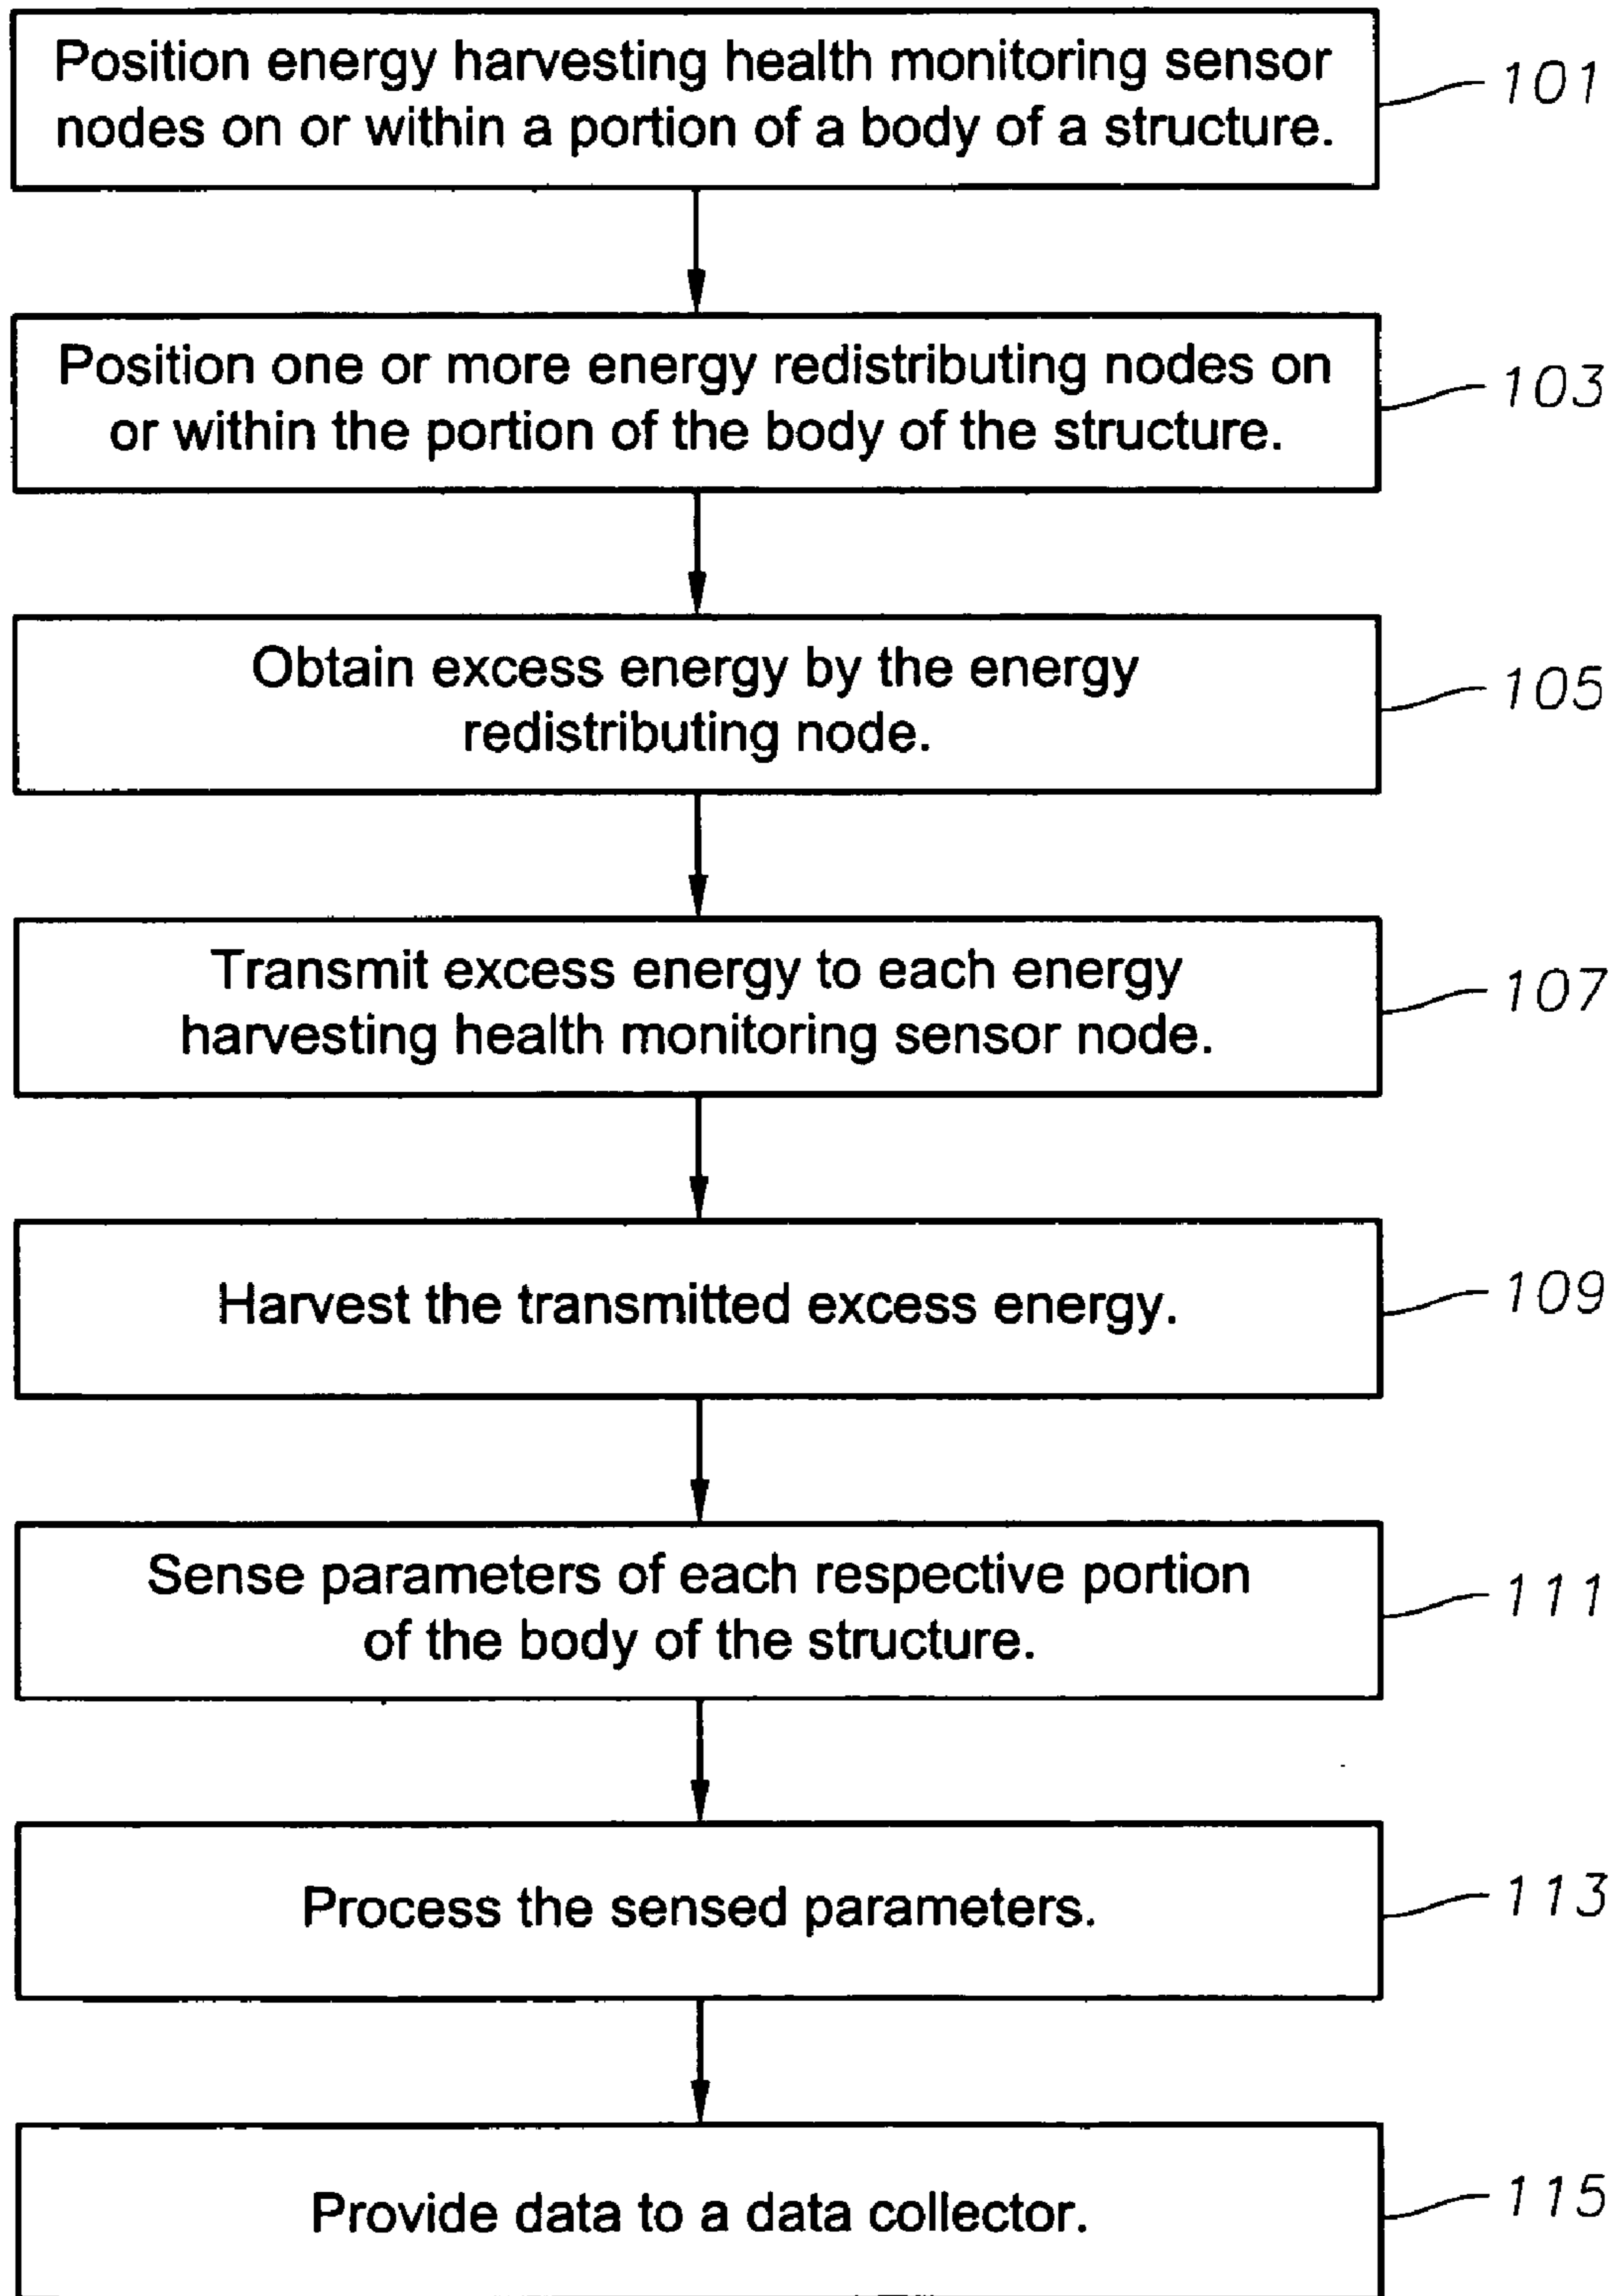 Position energy harvesting health monitoring sensor
nodes on or within a portion of a body of a structure.
101
Position one or more energy redistributing nodes on
or within the portion of the body of the structure.
103
Obtain excess energy by the energy
redistributing node.
105
Transmit excess energy to each energy
harvesting health monitoring sensor node.
107
Harvest the transmitted excess energy.
109
Sense parameters of each respective portion
of the body of the structure.
111
Process the sensed parameters.
113
Provide data to a data collector.
115